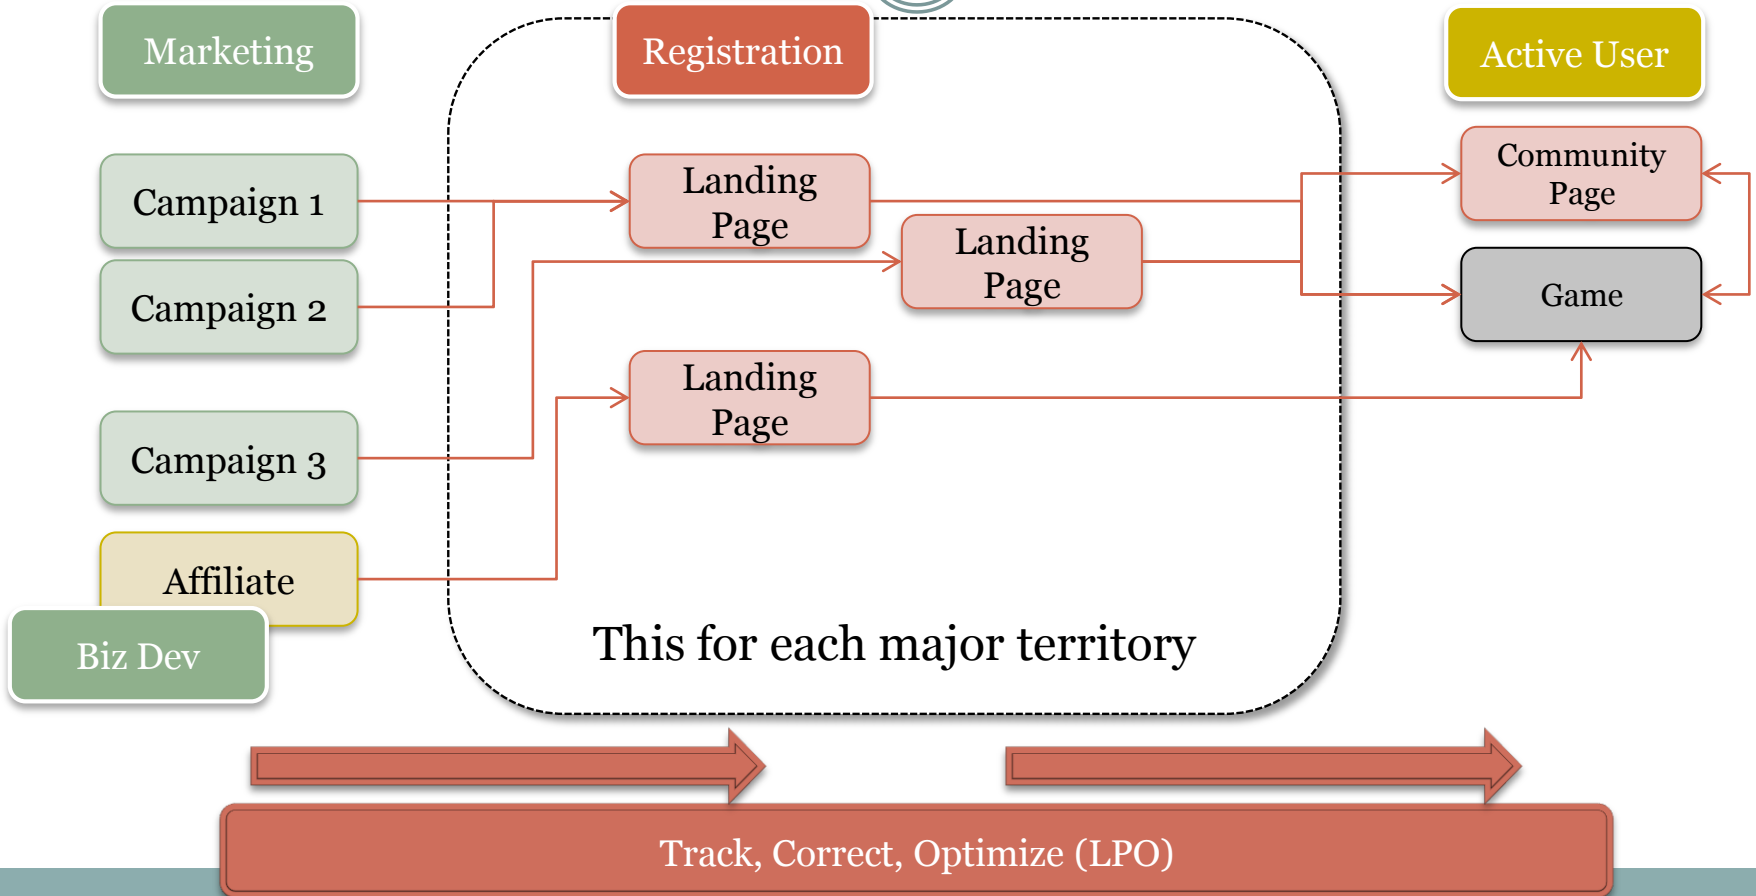 Marketing
Registration
Active User
Campaign 1
Campaign 2
Campaign 3
Affiliate
Biz Dev
Landing
Page
Landing
Page
Landing
Page
Community
Page
Game
This for each major territory
Track, Correct, Optimize (LPO)